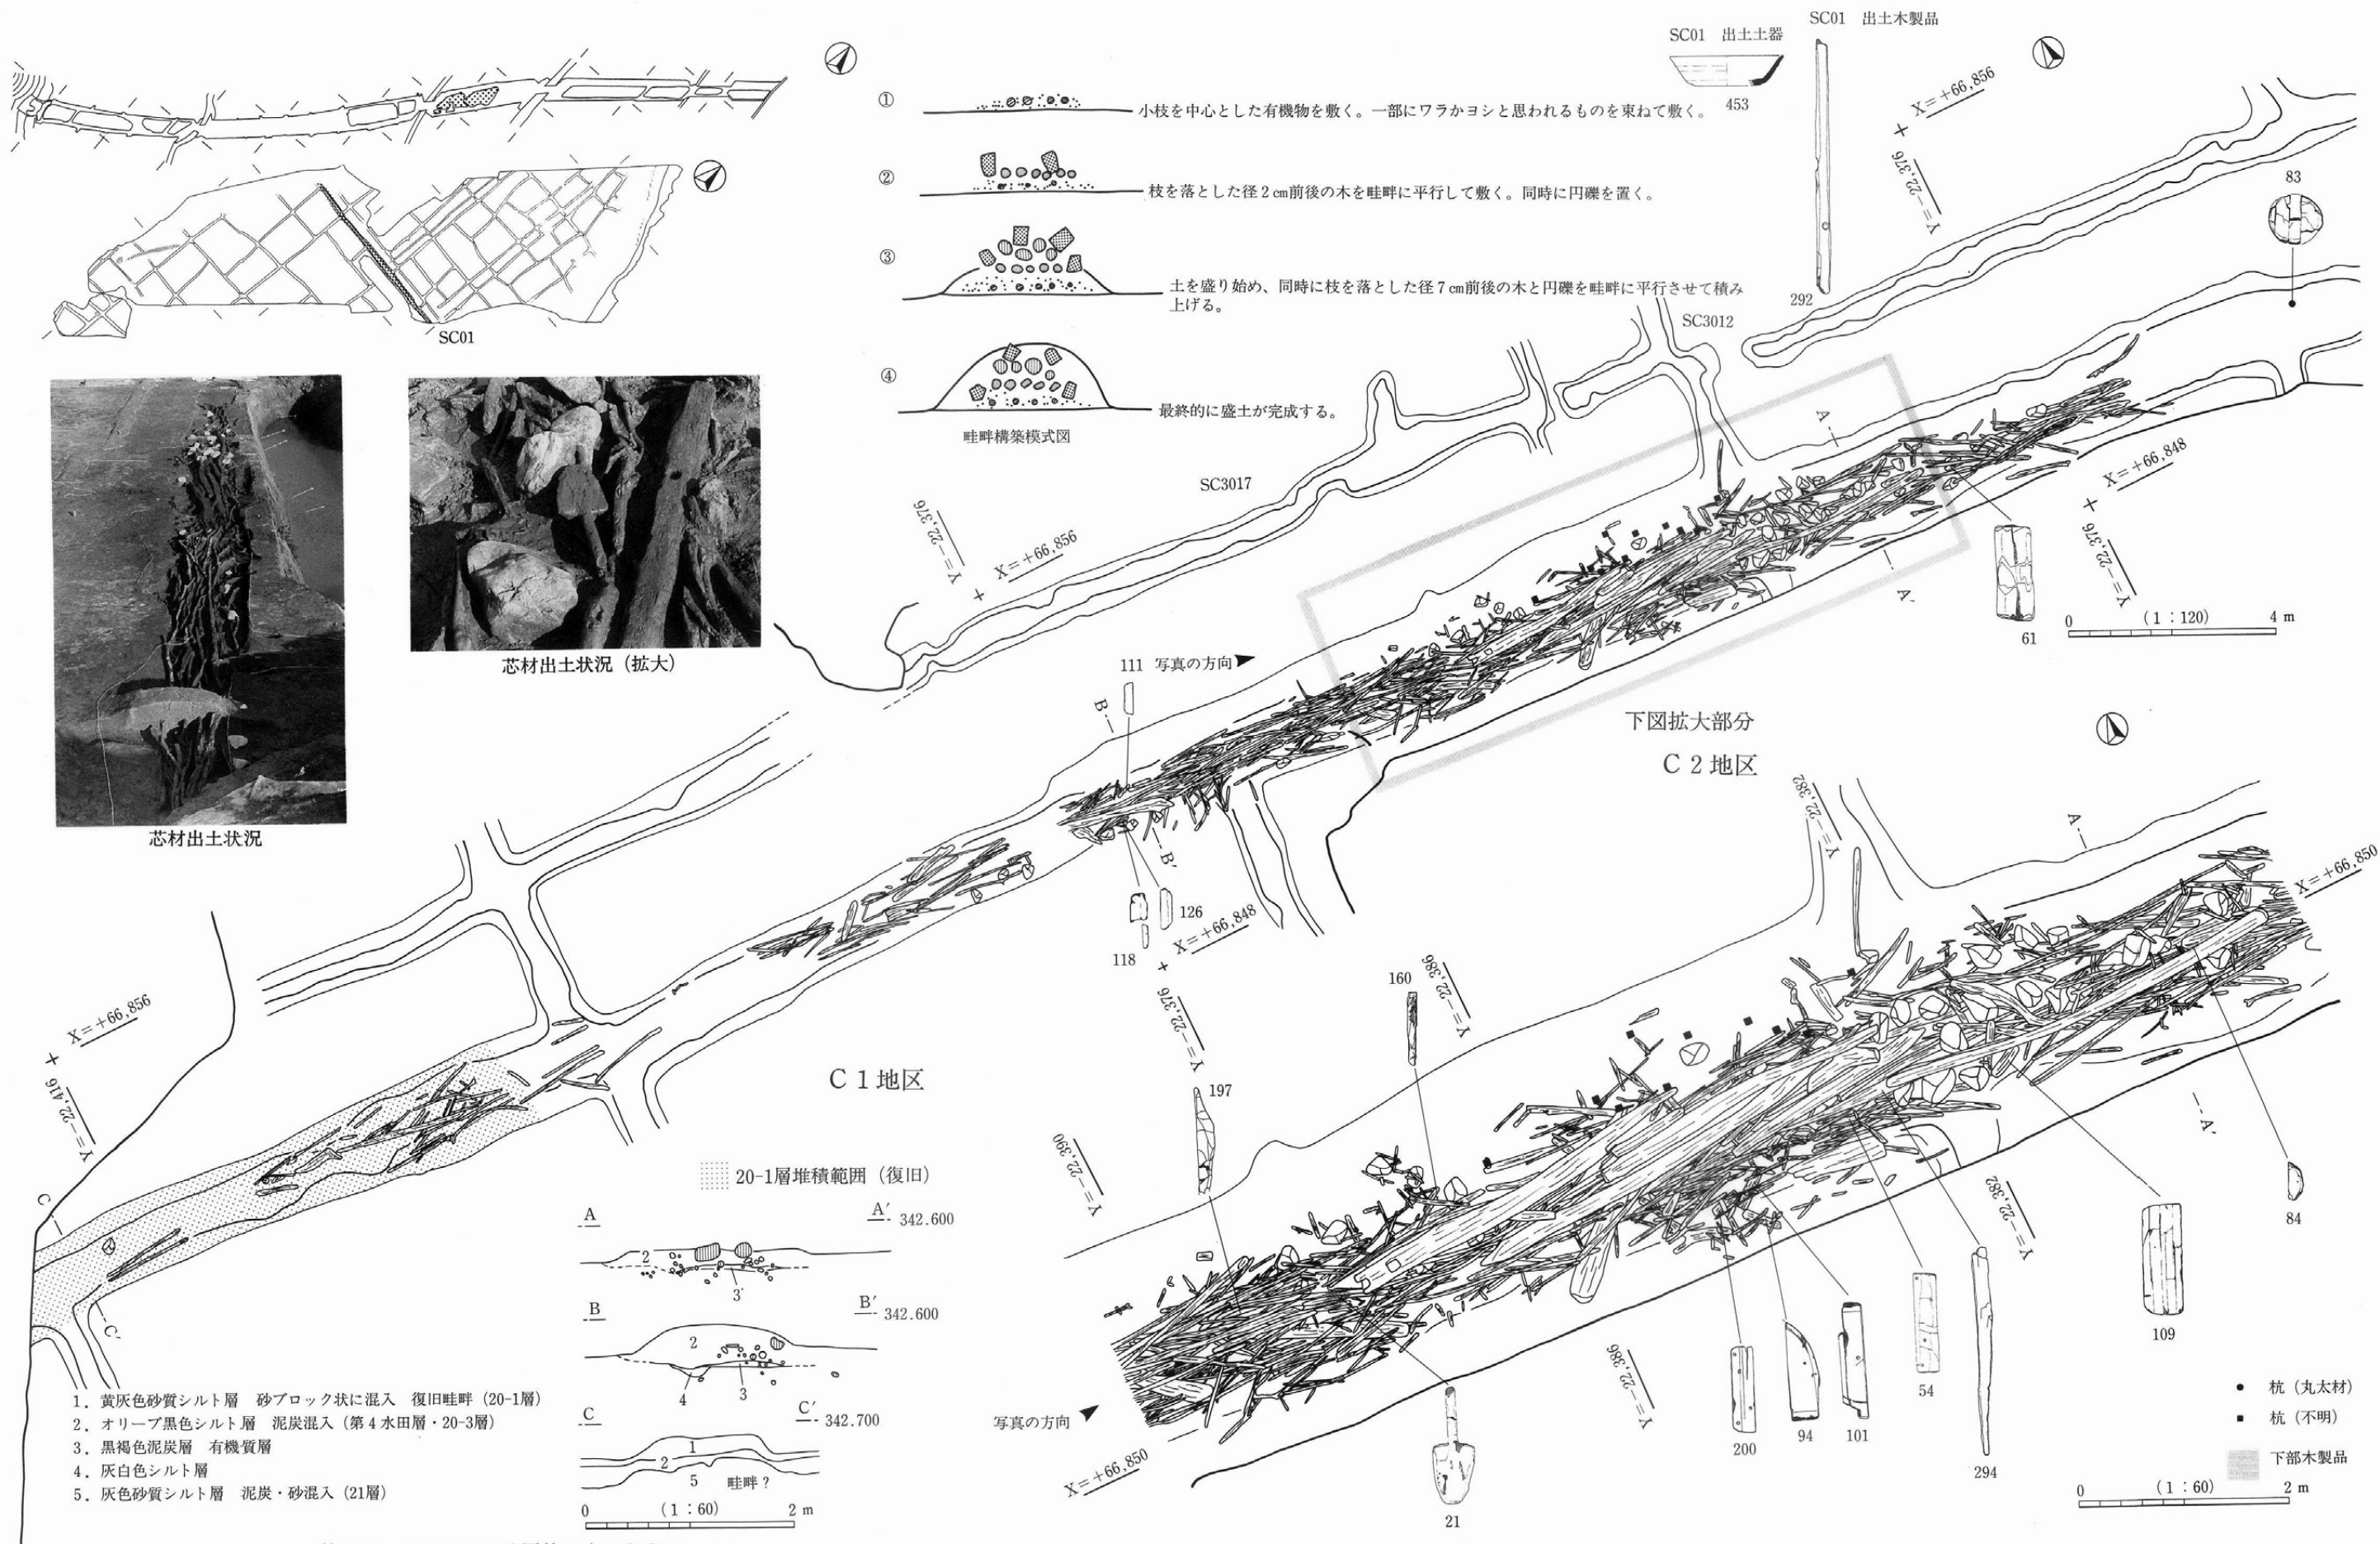 SC01 出土木製品
SC01 出土土器
453
292
① 小枝を中心とした有機物を敷く。一部にワラかヨシと思われるものを束ねて敷く。
② 枝を落とした径2cm前後の木を畦畔に平行して敷く。同時に円礫を置く。
③ 土を盛り始め、同時に枝を落とした径7cm前後の木と円礫を畦畔に平行させて積み
上げる。
④ 最終的に盛土が完成する。
畦畔構築模式図
SC01
芯材出土状況
芯材出土状況（拡大）
X=+66,856
Y=-22,376
83
SC3012
SC3017
Y=-22,376
X=+66,856
A
A′
X=+66,848
Y=-22,376
61
0 (1：120) 4 m
111 写真の方向
B
B′
下図拡大部分
C2地区
126
118
X=+66,848
Y=-22,376
X=+66,856
Y=-22,416
C1地区
C
C′
20-1層堆積範囲（復旧）
A A′ 342.600
2
3
B B′ 342.600
2
4 3
C C′ 342.700
1
2
5 畦畔？
0 (1：60) 2 m
1．黄灰色砂質シルト層 砂ブロック状に混入 復旧畦畔（20-1層）
2．オリーブ黒色シルト層 泥炭混入（第4水田層・20-3層）
3．黒褐色泥炭層 有機質層
4．灰白色シルト層
5．灰色砂質シルト層 泥炭・砂混入（21層）
Y=-22,382
A
X=+66,850
160
Y=-22,386
197
Y=-22,390
A′
84
Y=-22,382
109
294
54
101
94
200
Y=-22,386
21
写真の方向
X=+66,850
杭（丸太材）
杭（不明）
下部木製品
0 (1：60) 2 m